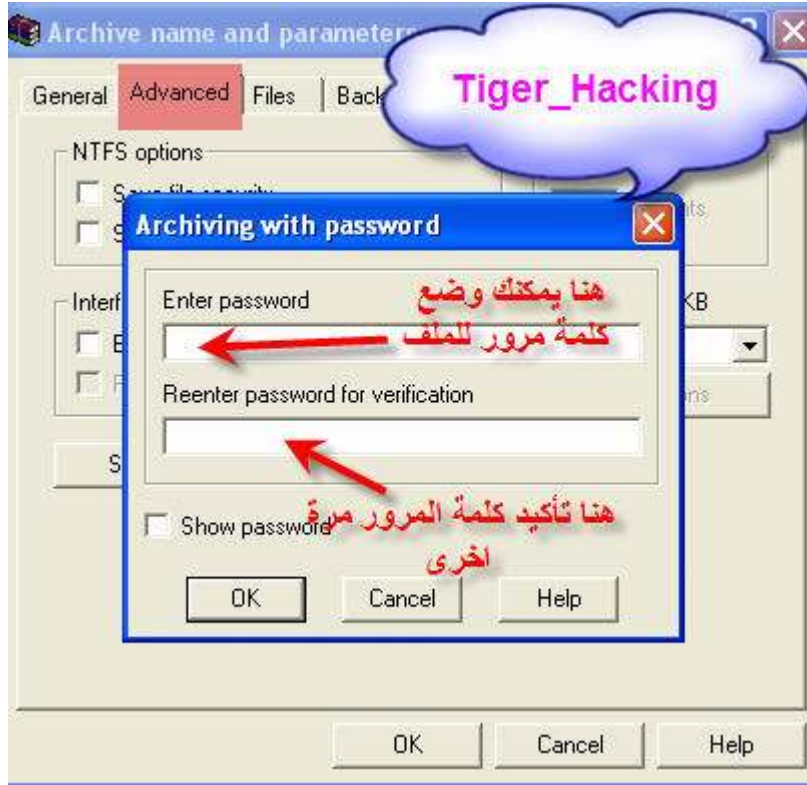 Archive name and parameters
Tiger_Hacking
General Advanced Files
NTFS options
Archiving with password
Enter password
هنا يمكنك وضع
كلمة مرور للملف
KB
Reenter password for verification
هنا تأكيد كلمة المرور مرة
اخرى
Show password
OK Cancel Help
OK Cancel Help